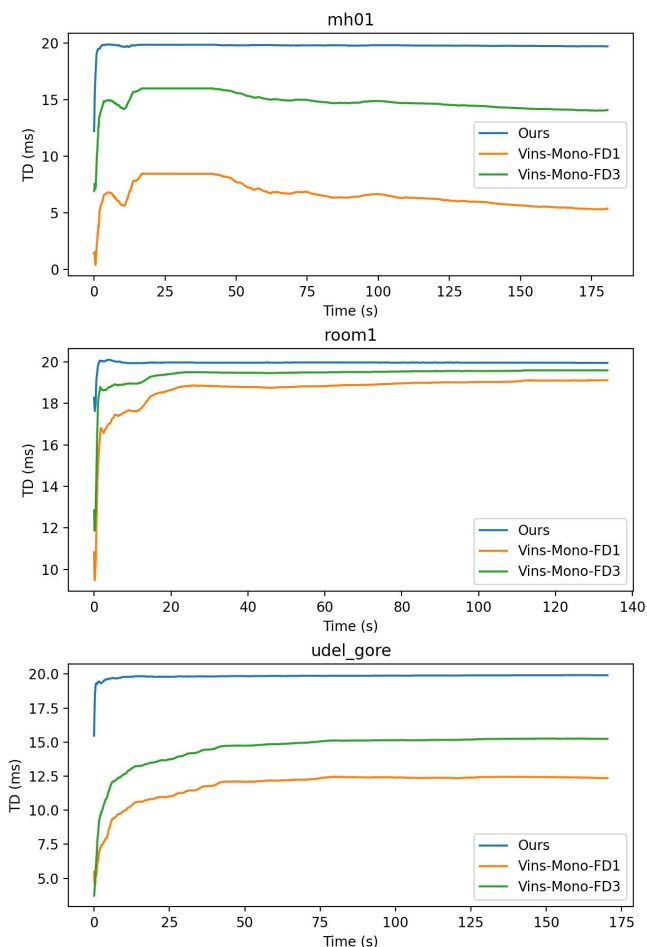 mh01
20
15
10
5
0
TD (ms)
Ours
Vins-Mono-FD1
Vins-Mono-FD3
0 25 50 75 100 125 150 175
Time (s)
room1
20
18
16
14
12
10
TD (ms)
Ours
Vins-Mono-FD1
Vins-Mono-FD3
0 20 40 60 80 100 120 140
Time (s)
udel_gore
20.0
17.5
15.0
12.5
10.0
7.5
5.0
TD (ms)
Ours
Vins-Mono-FD1
Vins-Mono-FD3
0 25 50 75 100 125 150 175
Time (s)